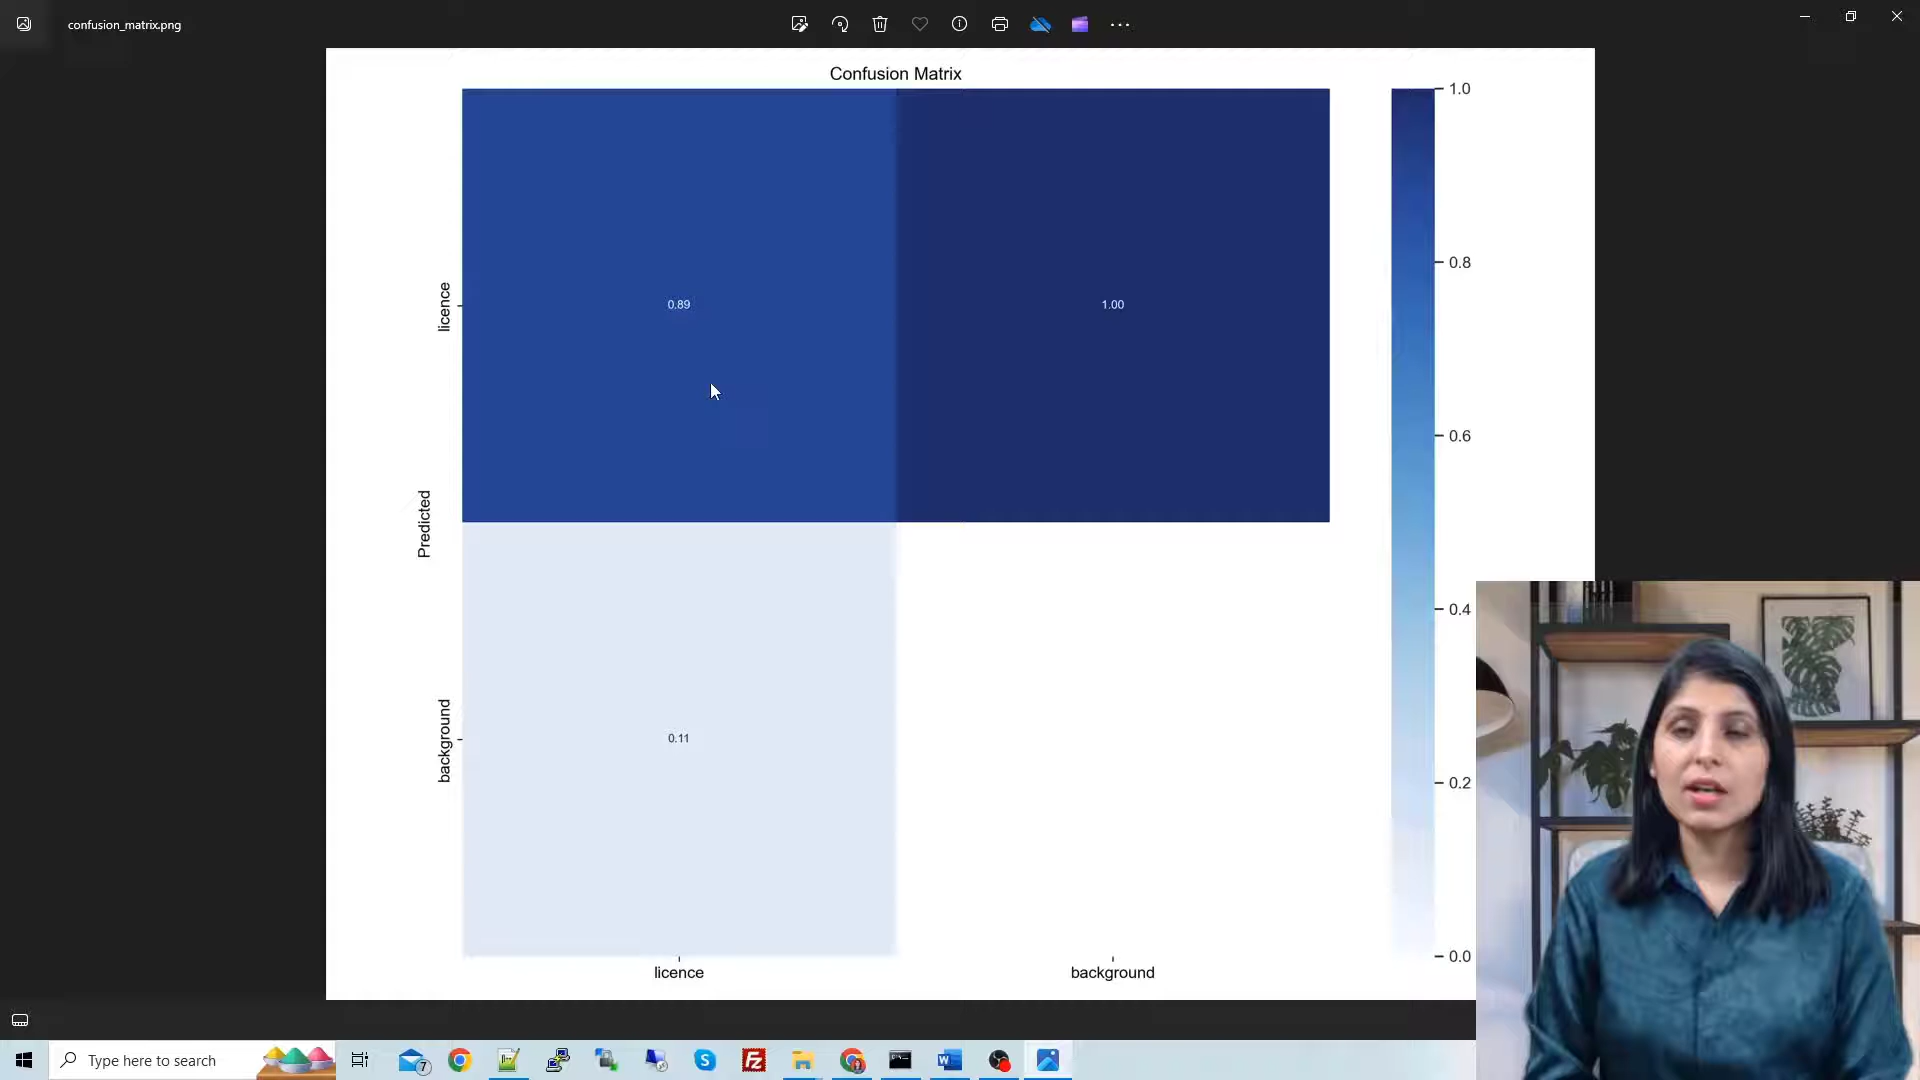 confusion_matrix.png
Confusion Matrix
1.0
0.8
0.6
0.4
0.2
0.0
licence
0.89
1.00
Predicted
background
0.11
licence
background
Type here to search
7